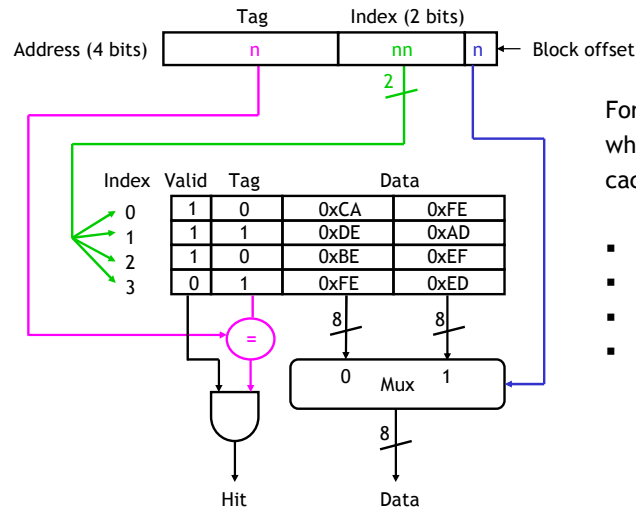 Tag Index (2 bits)
Address (4 bits) n nn n Block offset
2
For
wh
cac
Index Valid Tag Data
0 1 0 0xCA 0xFE
1 1 1 0xDE 0xAD
2 1 0 0xBE 0xEF
3 0 1 0xFE 0xED
8 8
=
0 1
Mux
8
Hit Data